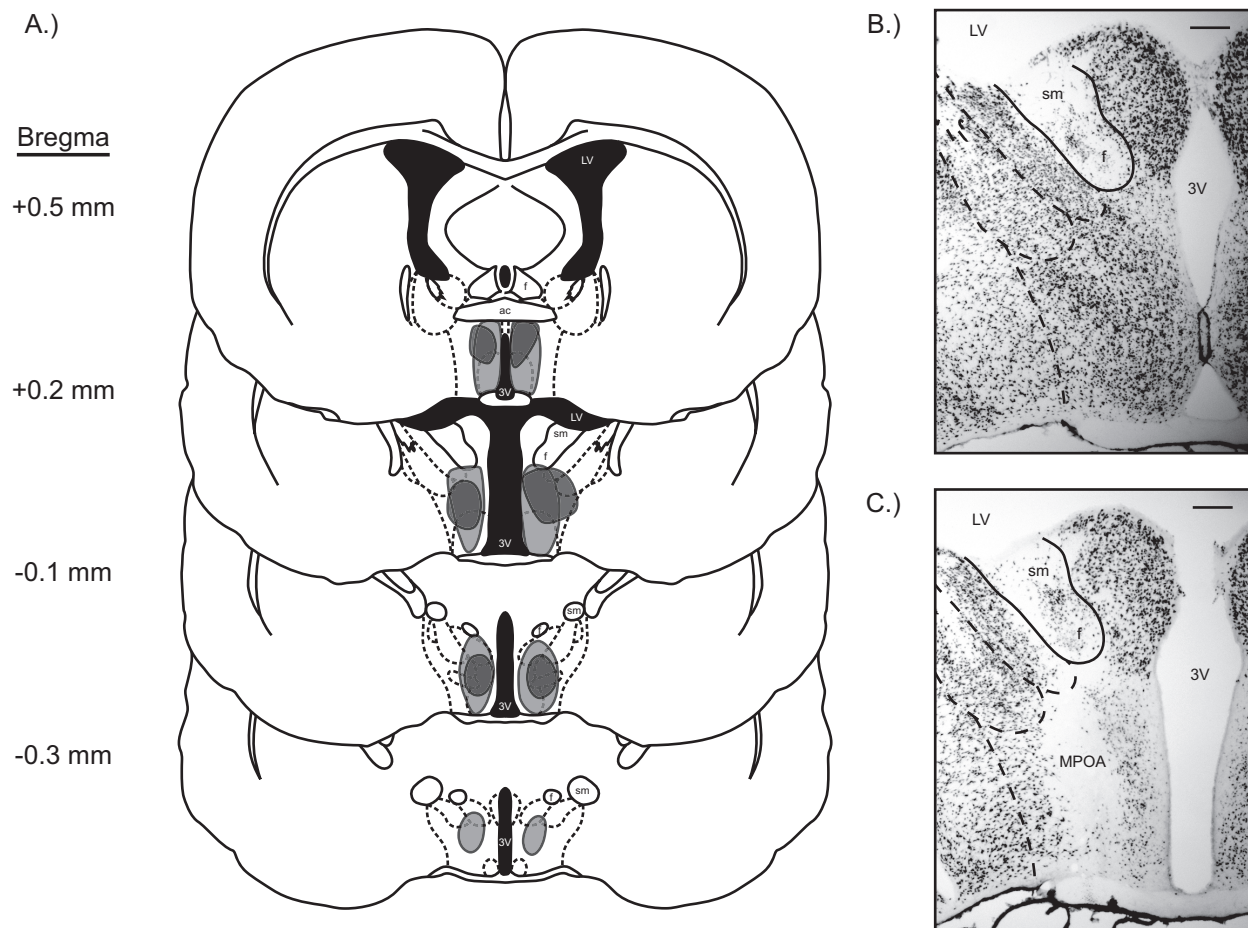 A.)
Bregma
+0.5 mm
+0.2 mm
-0.1 mm
-0.3 mm
LV
f
ac
3V
LV
sm
f
3V
sm
f
3V
sm
f
3V
B.)
LV
sm
f
3V
C.)
LV
sm
f
3V
MPOA